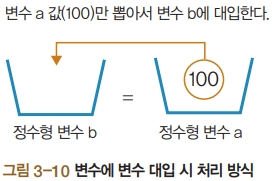 변수 a 값(100)만 뽑아서 변수 b에 대입한다.
100
=
정수형 변수 b
정수형 변수 a
그림 3-10 변수에 변수 대입 시 처리 방식